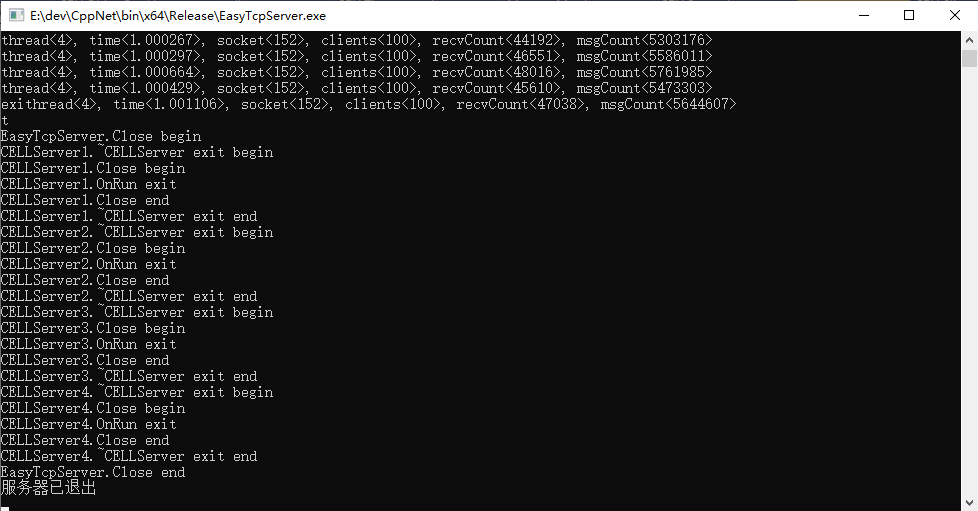 E:\dev\CppNet\bin\x64\Release\EasyTcpServer.exe
thread<4>, time<1.000267>, socket<152>, clients<100>, recvCount<44192>, msgCount<5303176>
thread<4>, time<1.000297>, socket<152>, clients<100>, recvCount<46551>, msgCount<5586011>
thread<4>, time<1.000664>, socket<152>, clients<100>, recvCount<48016>, msgCount<5761985>
thread<4>, time<1.000429>, socket<152>, clients<100>, recvCount<45610>, msgCount<5473303>
exithread<4>, time<1.001106>, socket<152>, clients<100>, recvCount<47038>, msgCount<5644607>
t
EasyTcpServer.Close begin
CELLServer1.~CELLServer exit begin
CELLServer1.Close begin
CELLServer1.OnRun exit
CELLServer1.Close end
CELLServer1.~CELLServer exit end
CELLServer2.~CELLServer exit begin
CELLServer2.Close begin
CELLServer2.OnRun exit
CELLServer2.Close end
CELLServer2.~CELLServer exit end
CELLServer3.~CELLServer exit begin
CELLServer3.Close begin
CELLServer3.OnRun exit
CELLServer3.Close end
CELLServer3.~CELLServer exit end
CELLServer4.~CELLServer exit begin
CELLServer4.Close begin
CELLServer4.OnRun exit
CELLServer4.Close end
CELLServer4.~CELLServer exit end
EasyTcpServer.Close end
服务器已退出